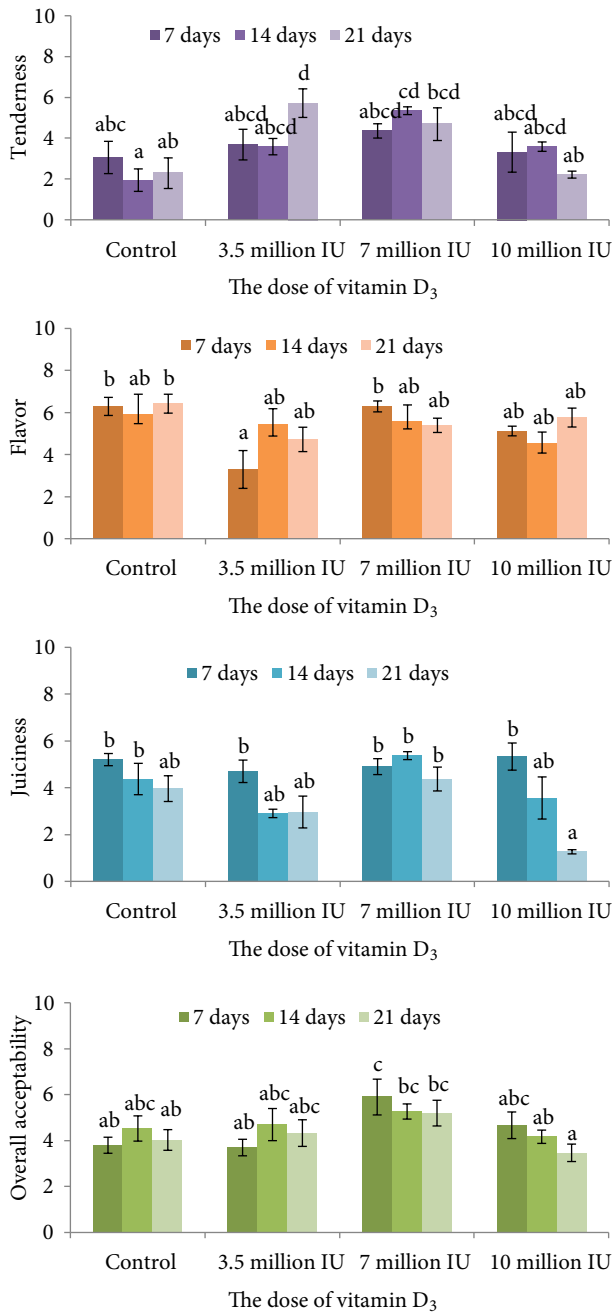 Tenderness
10
8
6
4
2
0
7 days 14 days 21 days
abc a ab
abcd abcd d
abcd cd bcd
abcd abcd ab
Control 3.5 million IU 7 million IU 10 million IU
The dose of vitamin D₃
Flavor
10
8
6
4
2
0
7 days 14 days 21 days
b ab b
a ab ab
b ab ab
ab ab ab
Control 3.5 million IU 7 million IU 10 million IU
The dose of vitamin D₃
Juiciness
10
8
6
4
2
0
7 days 14 days 21 days
b b ab
b ab ab
b b b
b ab a
Control 3.5 million IU 7 million IU 10 million IU
The dose of vitamin D₃
Overall acceptability
10
8
6
4
2
0
7 days 14 days 21 days
ab abc ab
ab abc abc
c bc bc
abc ab a
Control 3.5 million IU 7 million IU 10 million IU
The dose of vitamin D₃